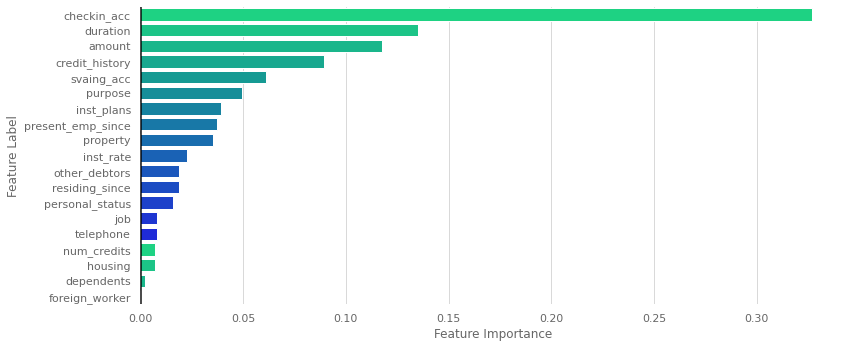 checkin_acc
duration
amount
credit_history
svaing_acc
purpose
inst_plans
present_emp_since
property
inst_rate
other_debtors
residing_since
personal_status
job
telephone
num_credits
housing
dependents
foreign_worker
Feature Label
0.00 0.05 0.10 0.15 0.20 0.25 0.30
Feature Importance